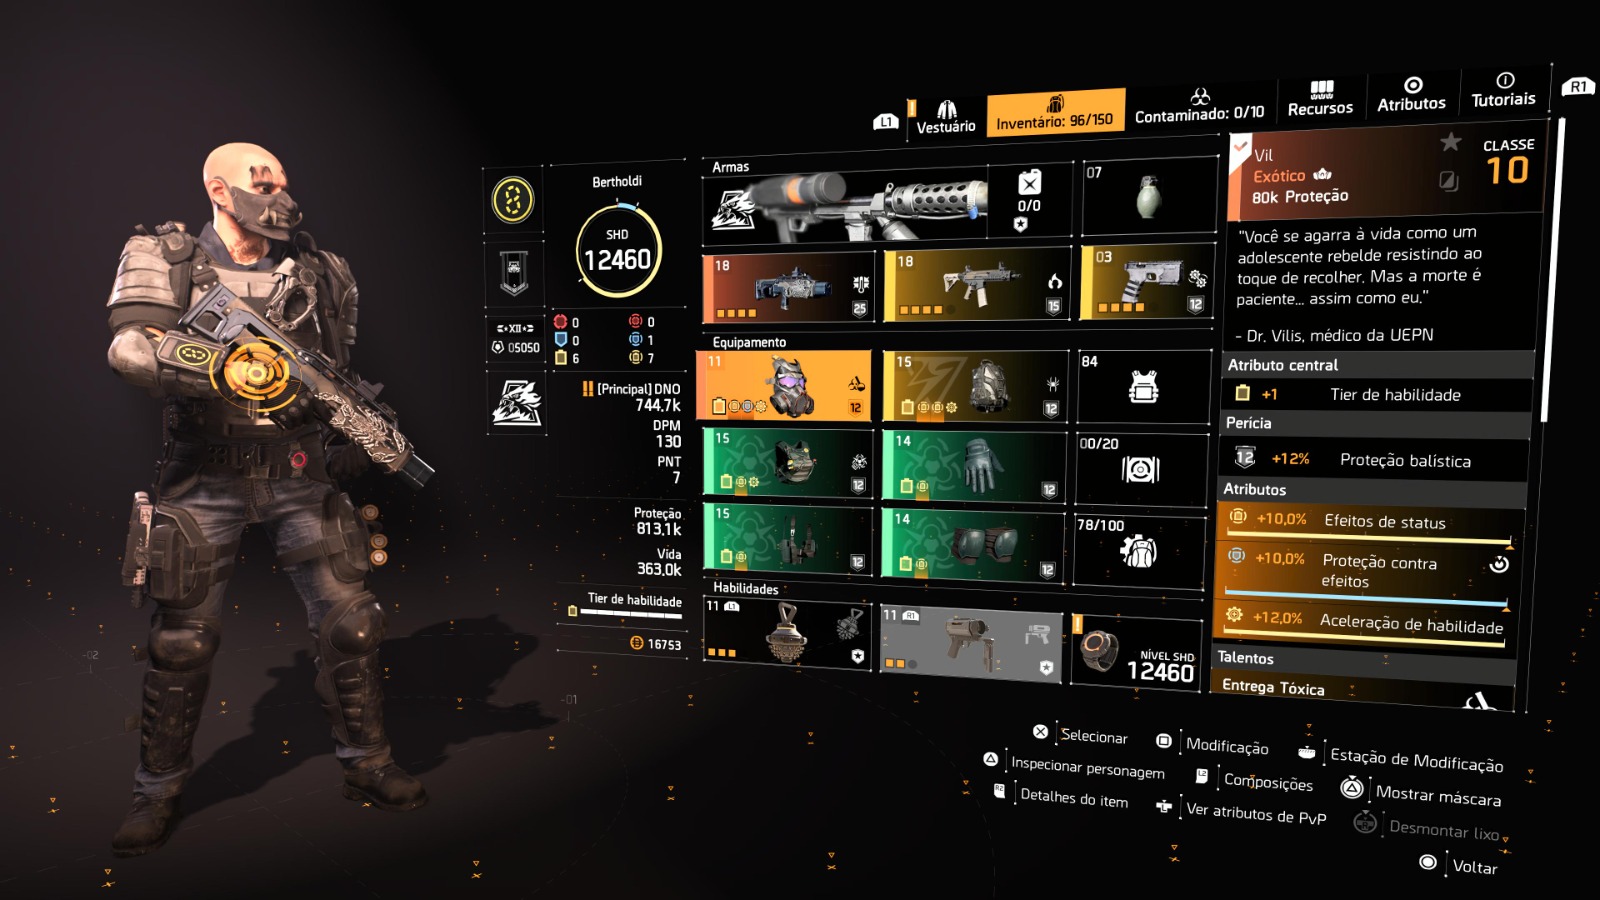 L1
Vestuário
Inventário: 96/150
Contaminado: 0/10
Recursos
Atributos
Tutoriais
R1
Bertholdi
SHD
12460
0
0
0
1
6
7
XII
05050
[Principal] DNO
744.7k
DPM
130
PNT
7
Proteção
813.1k
Vida
363.0k
Tier de habilidade
16753
Armas
0/0
07
18
25
18
15
03
12
Equipamento
11
12
15
12
84
15
12
14
12
00/20
15
12
14
12
78/100
Habilidades
11 L1
11 R1
NÍVEL SHD
12460
Vil
Exótico
80k Proteção
CLASSE
10
"Você se agarra à vida como um
adolescente rebelde resistindo ao
toque de recolher. Mas a morte é
paciente... assim como eu."
- Dr. Vilis, médico da UEPN
Atributo central
+1 Tier de habilidade
Perícia
12 +12% Proteção balística
Atributos
+10,0% Efeitos de status
+10,0% Proteção contra
efeitos
+12,0% Aceleração de habilidade
Talentos
Entrega Tóxica
-02
-01
Selecionar
Modificação
Estação de Modificação
Inspecionar personagem
L2 Composições
Mostrar máscara
R2 Detalhes do item
Ver atributos de PvP
Desmontar lixo
Voltar